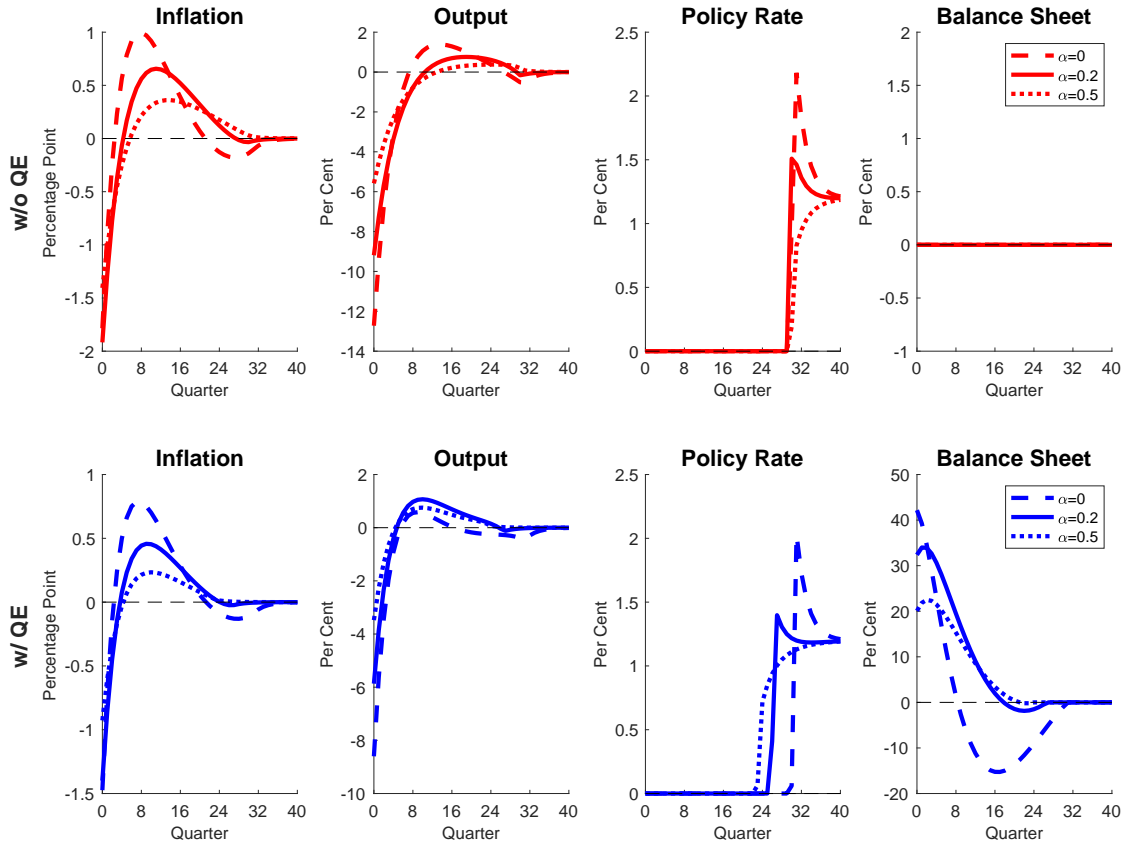 Inflation
Output
Policy Rate
Balance Sheet
w/o QE
Percentage Point
1
0.5
0
-0.5
-1
-1.5
-2
0 8 16 24 32 40
Quarter
Per Cent
2
0
-2
-4
-6
-8
-10
-12
-14
0 8 16 24 32 40
Quarter
Per Cent
2.5
2
1.5
1
0.5
0
0 8 16 24 32 40
Quarter
Per Cent
2
1.5
1
0.5
0
-0.5
-1
0 8 16 24 32 40
Quarter
α=0
α=0.2
α=0.5
Inflation
Output
Policy Rate
Balance Sheet
w/ QE
Percentage Point
1
0.5
0
-0.5
-1
-1.5
0 8 16 24 32 40
Quarter
Per Cent
2
0
-2
-4
-6
-8
-10
0 8 16 24 32 40
Quarter
Per Cent
2.5
2
1.5
1
0.5
0
0 8 16 24 32 40
Quarter
Per Cent
50
40
30
20
10
0
-10
-20
0 8 16 24 32 40
Quarter
α=0
α=0.2
α=0.5